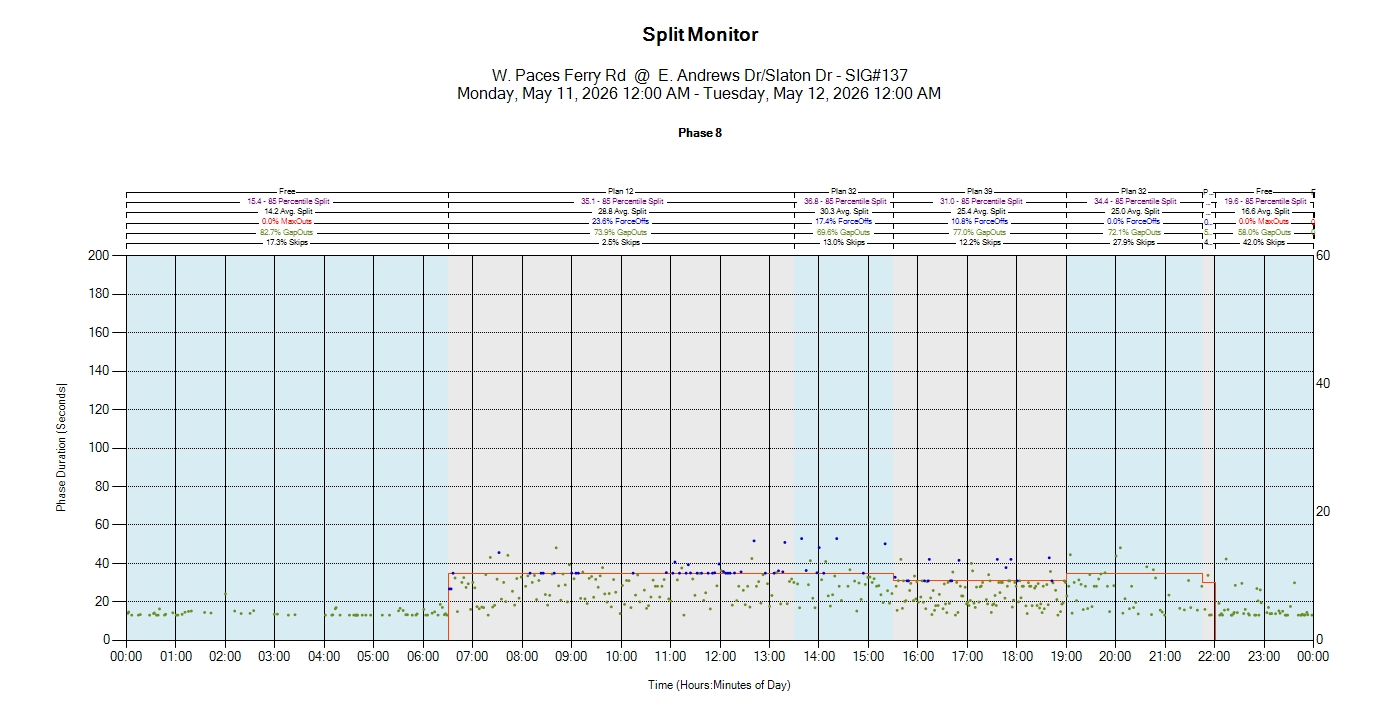 Split Monitor
W. Paces Ferry Rd @ E. Andrews Dr/Slaton Dr - SIG#137
Monday, May 11, 2026 12:00 AM - Tuesday, May 12, 2026 12:00 AM
Phase 8
Free Plan 12 Plan 32 Plan 39 Plan 32 P... Free F
15.4 - 85 Percentile Split 35.1 - 85 Percentile Split 36.8 - 85 Percentile Split 31.0 - 85 Percentile Split 34.4 - 85 Percentile Split 19.6 - 85 Percentile Split
14.2 Avg. Split 28.8 Avg. Split 30.3 Avg. Split 25.4 Avg. Split 25.0 Avg. Split 16.6 Avg. Split
0.0% MaxOuts 23.6% ForceOffs 17.4% ForceOffs 10.8% ForceOffs 0.0% ForceOffs 0... 0.0% MaxOuts
82.7% GapOuts 73.9% GapOuts 69.6% GapOuts 77.0% GapOuts 72.1% GapOuts 5... 58.0% GapOuts
17.3% Skips 2.5% Skips 13.0% Skips 12.2% Skips 27.9% Skips 4... 42.0% Skips
200 60
180
160
140 40
120
100
80
60 20
40
20
0 0
Phase Duration (Seconds)
00:00 01:00 02:00 03:00 04:00 05:00 06:00 07:00 08:00 09:00 10:00 11:00 12:00 13:00 14:00 15:00 16:00 17:00 18:00 19:00 20:00 21:00 22:00 23:00 00:00
Time (Hours:Minutes of Day)